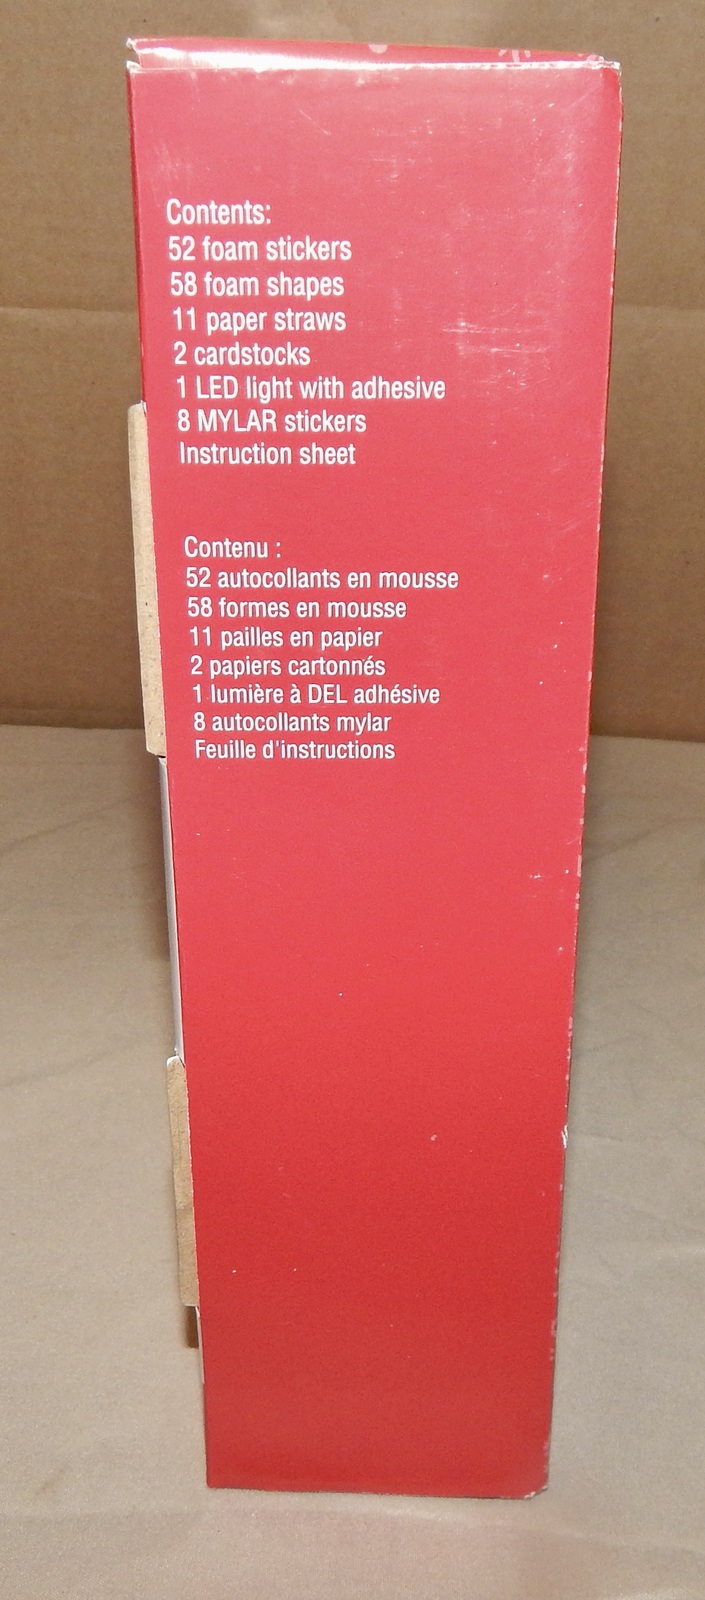 Contents:
52 foam stickers
58 foam shapes
11 paper straws
2 cardstocks
1 LED light with adhesive
8 MYLAR stickers
Instruction sheet
Contenu :
52 autocollants en mousse
58 formes en mousse
11 pailles en papier
2 papiers cartonnés
1 lumière à DEL adhésive
8 autocollants mylar
Feuille d'instructions